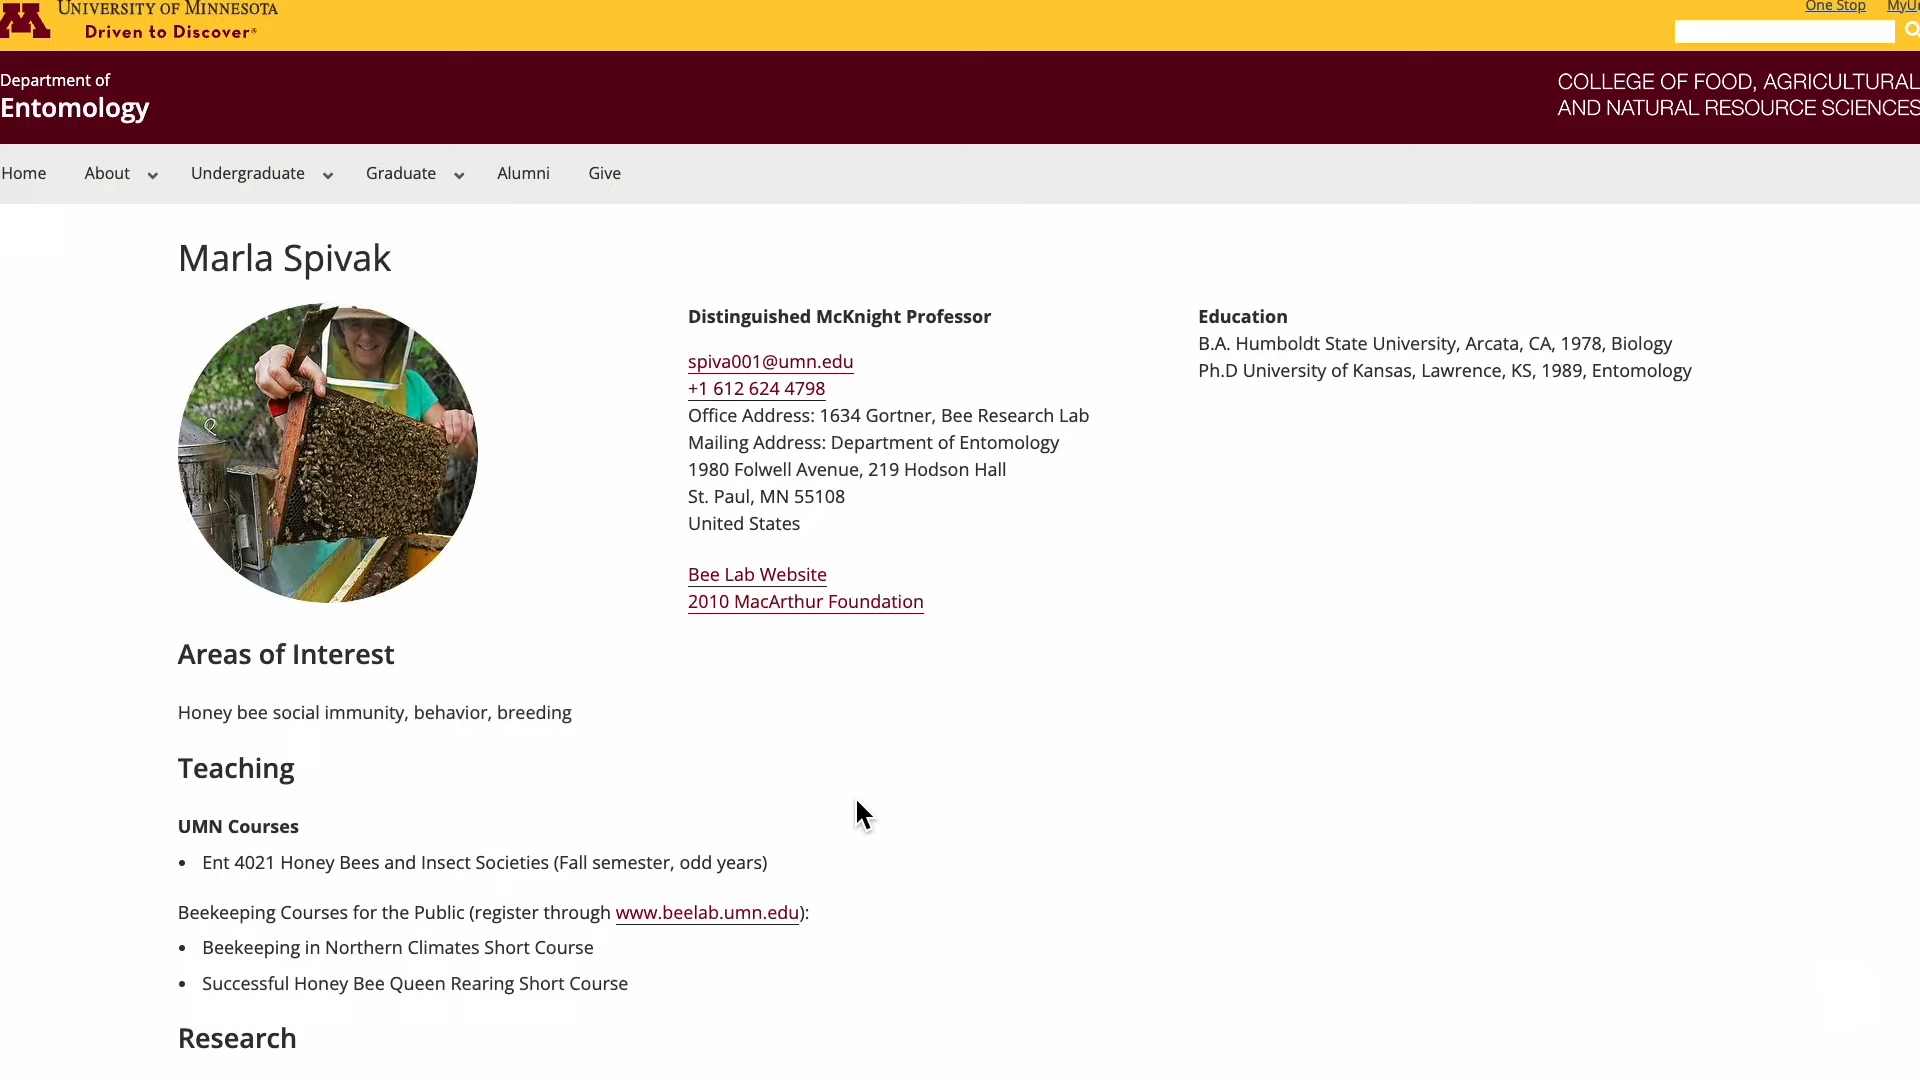 UNIVERSITY OF MINNESOTA
Driven to Discover®
One Stop
Department of
Entomology
COLLEGE OF FOOD, AGRICULTURAL
AND NATURAL RESOURCE SCIENCES
Home About Undergraduate Graduate Alumni Give
Marla Spivak
Distinguished McKnight Professor
spiva001@umn.edu
+1 612 624 4798
Office Address: 1634 Gortner, Bee Research Lab
Mailing Address: Department of Entomology
1980 Folwell Avenue, 219 Hodson Hall
St. Paul, MN 55108
United States
Bee Lab Website
2010 MacArthur Foundation
Education
B.A. Humboldt State University, Arcata, CA, 1978, Biology
Ph.D University of Kansas, Lawrence, KS, 1989, Entomology
Areas of Interest
Honey bee social immunity, behavior, breeding
Teaching
UMN Courses
• Ent 4021 Honey Bees and Insect Societies (Fall semester, odd years)
Beekeeping Courses for the Public (register through www.beelab.umn.edu):
• Beekeeping in Northern Climates Short Course
• Successful Honey Bee Queen Rearing Short Course
Research